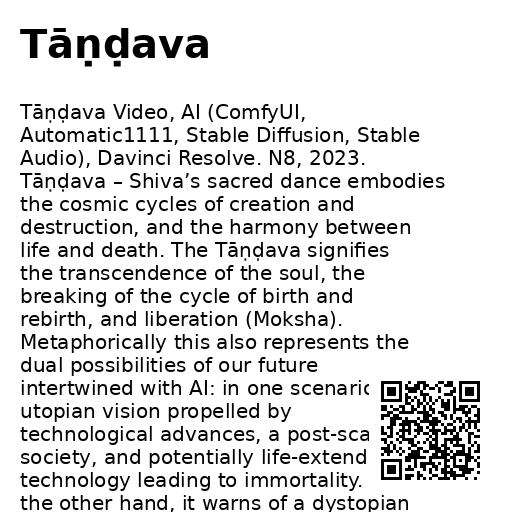 Tāṇḍava
Tāṇḍava Video, AI (ComfyUI,
Automatic1111, Stable Diffusion, Stable
Audio), Davinci Resolve. N8, 2023.
Tāṇḍava – Shiva’s sacred dance embodies
the cosmic cycles of creation and
destruction, and the harmony between
life and death. The Tāṇḍava signifies
the transcendence of the soul, the
breaking of the cycle of birth and
rebirth, and liberation (Moksha).
Metaphorically this also represents the
dual possibilities of our future
intertwined with AI: in one scenario
utopian vision propelled by
technological advances, a post-sca
society, and potentially life-extend
technology leading to immortality.
the other hand, it warns of a dystopian